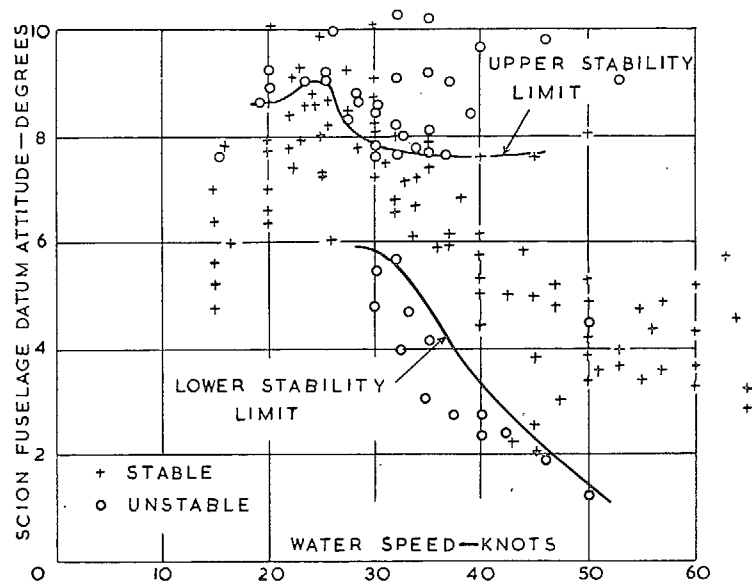 SCION FUSELAGE DATUM ATTITUDE—DEGREES
10
8
6
4
2
0
UPPER STABILITY
LIMIT
LOWER STABILITY
LIMIT
+ STABLE
o UNSTABLE
WATER SPEED—KNOTS
10
20
30
40
50
60